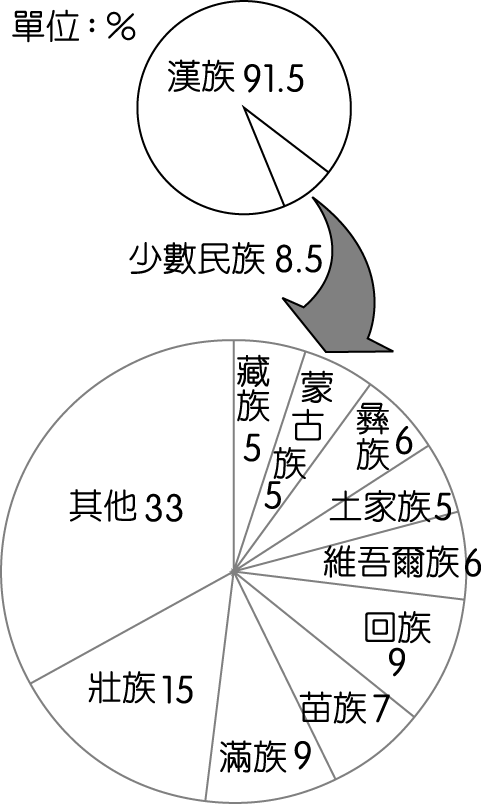 單位：%
漢族 91.5
少數民族 8.5
藏族 5
蒙古族 5
彝族 6
土家族 5
維吾爾族 6
回族 9
苗族 7
滿族 9
壯族 15
其他 33